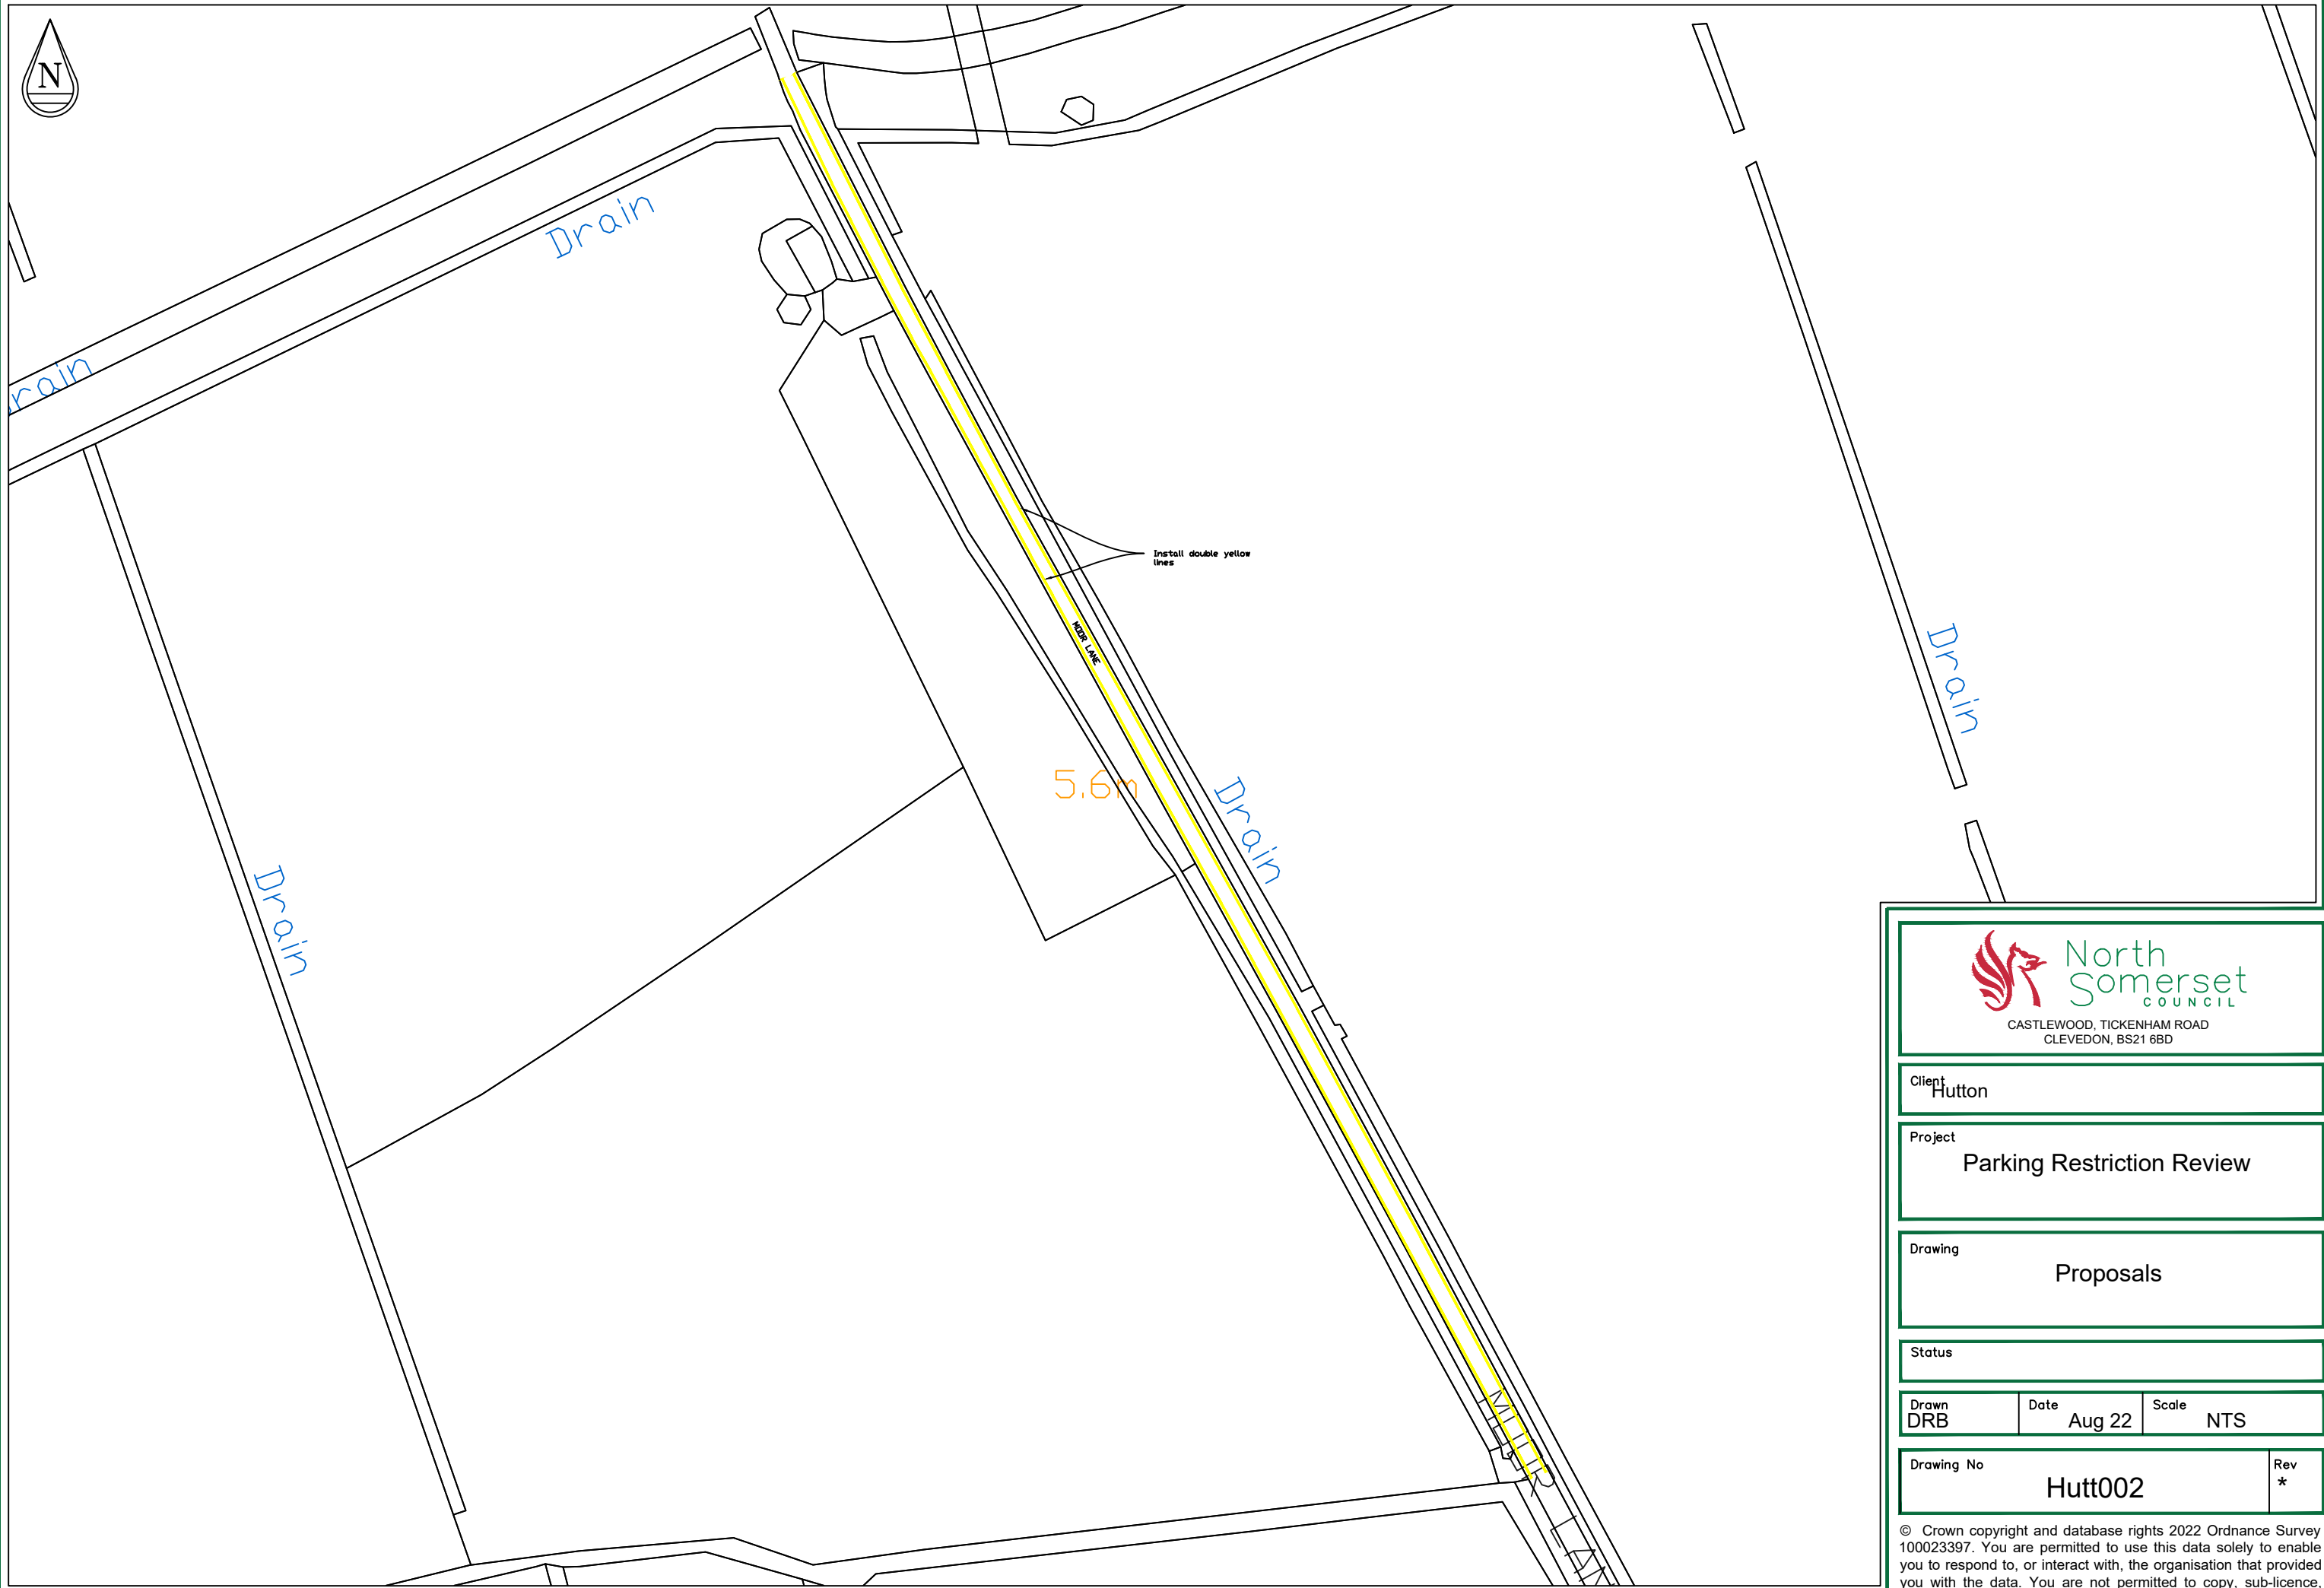 N
Drain
rain
Install double yellow
lines
MOOR LANE
Drain
5.6m
Drain
Drain
North
Somerset
COUNCIL
CASTLEWOOD, TICKENHAM ROAD
CLEVEDON, BS21 6BD
Client
Hutton
Project
Parking Restriction Review
Drawing
Proposals
Status
Drawn
DRB
Date
Aug 22
Scale
NTS
Drawing No
Hutt002
Rev
*
© Crown copyright and database rights 2022 Ordnance Survey
100023397. You are permitted to use this data solely to enable
you to respond to, or interact with, the organisation that provided
you with the data. You are not permitted to copy, sub-licence,